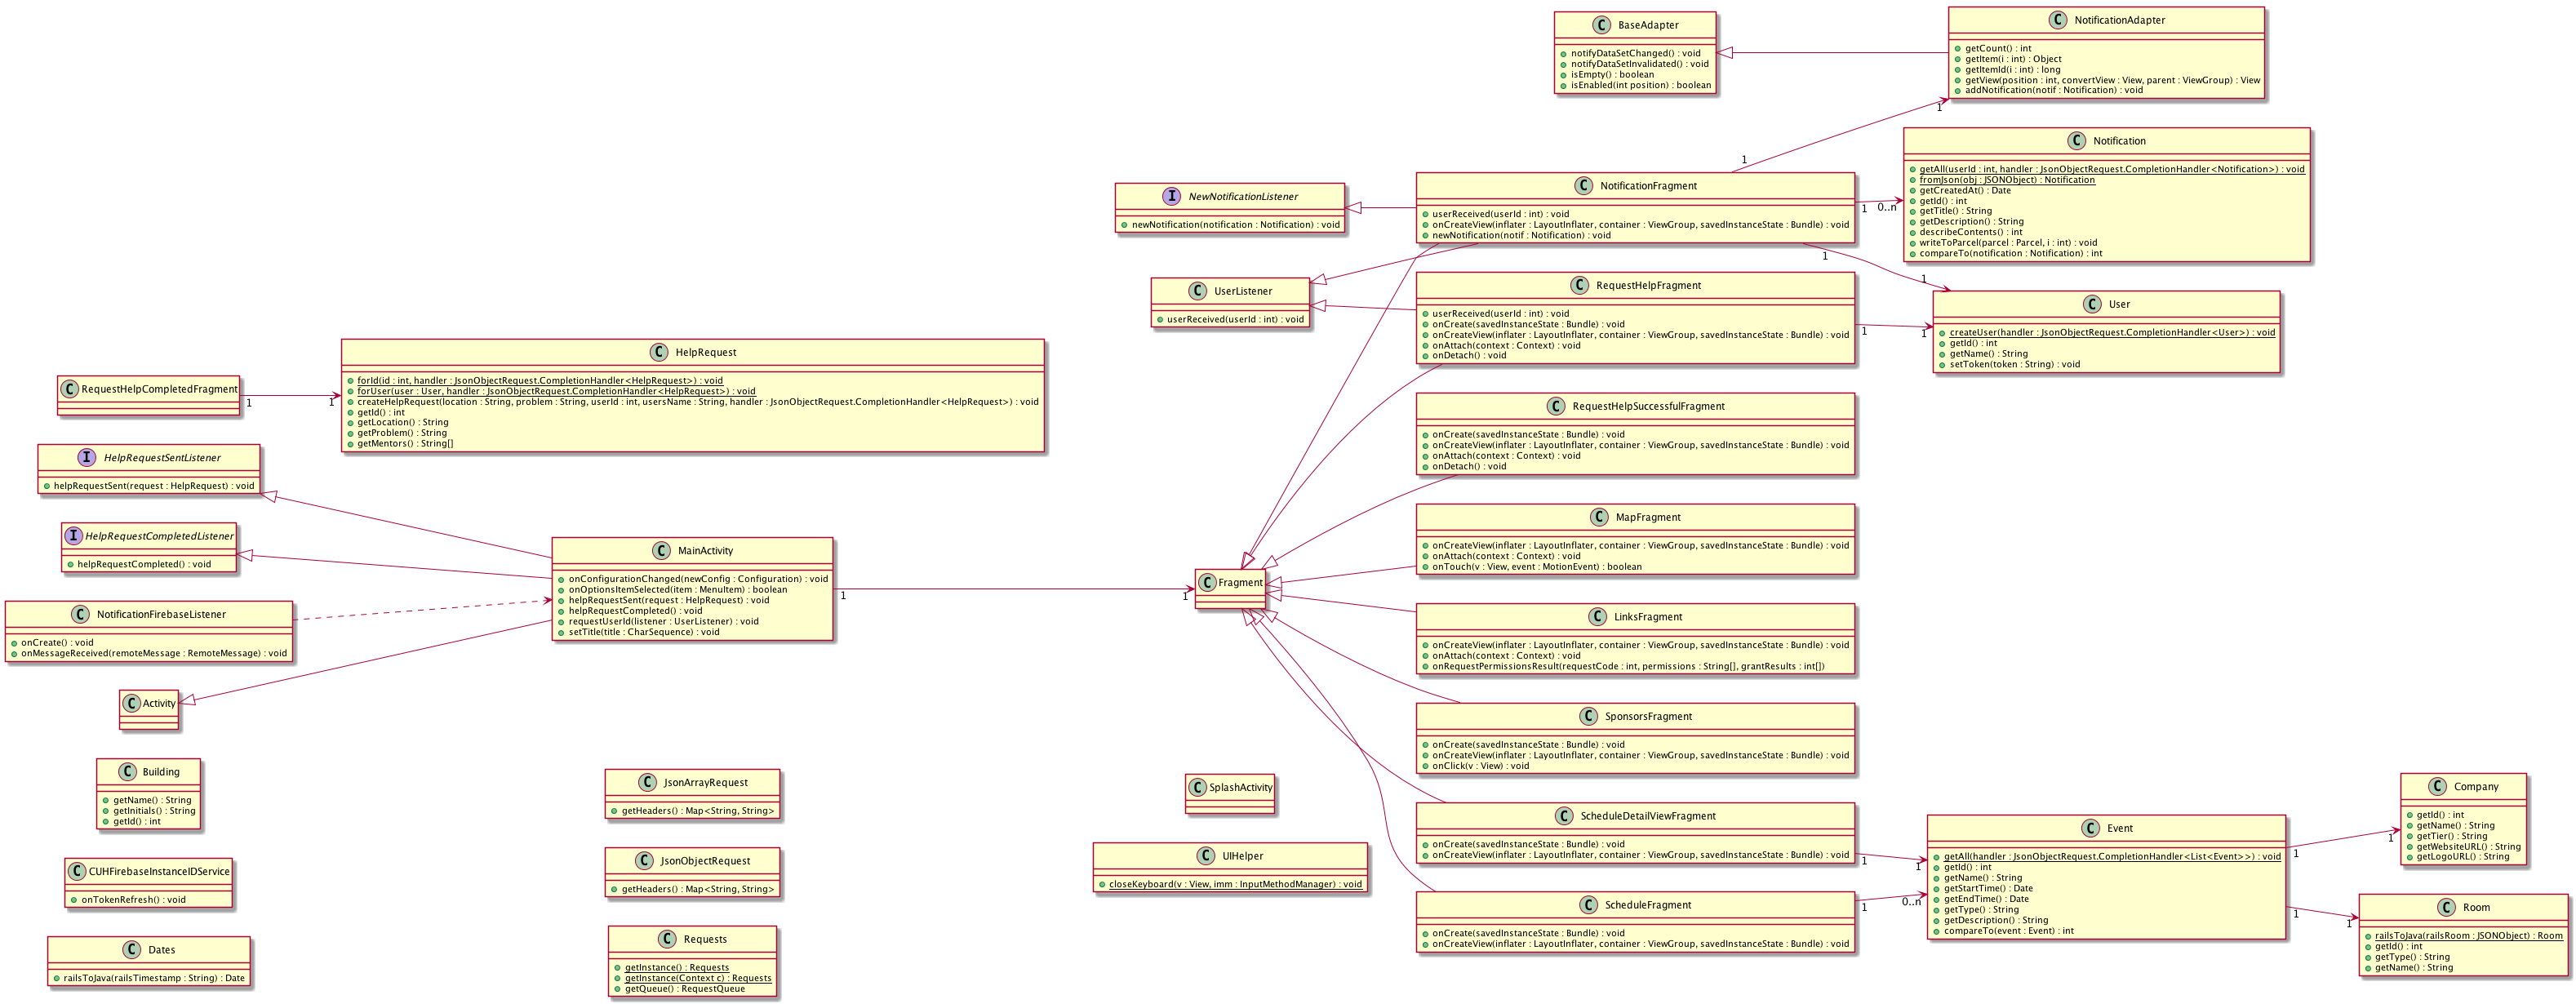 C BaseAdapter
notifyDataSetChanged() : void
notifyDataSetInvalidated() : void
isEmpty() : boolean
isEnabled(int position) : boolean
C NotificationAdapter
getCount() : int
getItem(i : int) : Object
getItemId(i : int) : long
getView(position : int, convertView : View, parent : ViewGroup) : View
addNotification(notif : Notification) : void
1
1
C Notification
getAll(userId : int, handler : JsonObjectRequest.CompletionHandler<Notification>) : void
fromJson(obj : JSONObject) : Notification
getCreatedAt() : Date
getId() : int
getTitle() : String
getDescription() : String
describeContents() : int
writeToParcel(parcel : Parcel, i : int) : void
compareTo(notification : Notification) : int
I NewNotificationListener
newNotification(notification : Notification) : void
C NotificationFragment
userReceived(userId : int) : void
onCreateView(inflater : LayoutInflater, container : ViewGroup, savedInstanceState : Bundle) : void
newNotification(notif : Notification) : void
1
0..n
1
1
C UserListener
userReceived(userId : int) : void
C RequestHelpFragment
userReceived(userId : int) : void
onCreate(savedInstanceState : Bundle) : void
onCreateView(inflater : LayoutInflater, container : ViewGroup, savedInstanceState : Bundle) : void
onAttach(context : Context) : void
onDetach() : void
1
1
C User
createUser(handler : JsonObjectRequest.CompletionHandler<User>) : void
getId() : int
getName() : String
setToken(token : String) : void
C RequestHelpCompletedFragment
1
1
C HelpRequest
forId(id : int, handler : JsonObjectRequest.CompletionHandler<HelpRequest>) : void
forUser(user : User, handler : JsonObjectRequest.CompletionHandler<HelpRequest>) : void
createHelpRequest(location : String, problem : String, userId : int, usersName : String, handler : JsonObjectRequest.CompletionHandler<HelpRequest>) : void
getId() : int
getLocation() : String
getProblem() : String
getMentors() : String[]
C RequestHelpSuccessfulFragment
onCreate(savedInstanceState : Bundle) : void
onCreateView(inflater : LayoutInflater, container : ViewGroup, savedInstanceState : Bundle) : void
onAttach(context : Context) : void
onDetach() : void
I HelpRequestSentListener
helpRequestSent(request : HelpRequest) : void
I HelpRequestCompletedListener
helpRequestCompleted() : void
C NotificationFirebaseListener
onCreate() : void
onMessageReceived(remoteMessage : RemoteMessage) : void
C Activity
C MainActivity
onConfigurationChanged(newConfig : Configuration) : void
onOptionsItemSelected(item : MenuItem) : boolean
helpRequestSent(request : HelpRequest) : void
helpRequestCompleted() : void
requestUserId(listener : UserListener) : void
setTitle(title : CharSequence) : void
1
1
C Fragment
C MapFragment
onCreateView(inflater : LayoutInflater, container : ViewGroup, savedInstanceState : Bundle) : void
onAttach(context : Context) : void
onTouch(v : View, event : MotionEvent) : boolean
C LinksFragment
onCreateView(inflater : LayoutInflater, container : ViewGroup, savedInstanceState : Bundle) : void
onAttach(context : Context) : void
onRequestPermissionsResult(requestCode : int, permissions : String[], grantResults : int[])
C SponsorsFragment
onCreate(savedInstanceState : Bundle) : void
onCreateView(inflater : LayoutInflater, container : ViewGroup, savedInstanceState : Bundle) : void
onClick(v : View) : void
C Building
getName() : String
getInitials() : String
getId() : int
C JsonArrayRequest
getHeaders() : Map<String, String>
C SplashActivity
C ScheduleDetailViewFragment
onCreate(savedInstanceState : Bundle) : void
onCreateView(inflater : LayoutInflater, container : ViewGroup, savedInstanceState : Bundle) : void
1
1
C Event
getAll(handler : JsonObjectRequest.CompletionHandler<List<Event>>) : void
getId() : int
getName() : String
getStartTime() : Date
getEndTime() : Date
getType() : String
getDescription() : String
compareTo(event : Event) : int
1
1
C Company
getId() : int
getName() : String
getTier() : String
getWebsiteURL() : String
getLogoURL() : String
C CUHFirebaseInstanceIDService
onTokenRefresh() : void
C JsonObjectRequest
getHeaders() : Map<String, String>
C UIHelper
closeKeyboard(v : View, imm : InputMethodManager) : void
C ScheduleFragment
onCreate(savedInstanceState : Bundle) : void
onCreateView(inflater : LayoutInflater, container : ViewGroup, savedInstanceState : Bundle) : void
1
0..n
1
1
C Room
railsToJava(railsRoom : JSONObject) : Room
getId() : int
getType() : String
getName() : String
C Dates
railsToJava(railsTimestamp : String) : Date
C Requests
getInstance() : Requests
getInstance(Context c) : Requests
getQueue() : RequestQueue